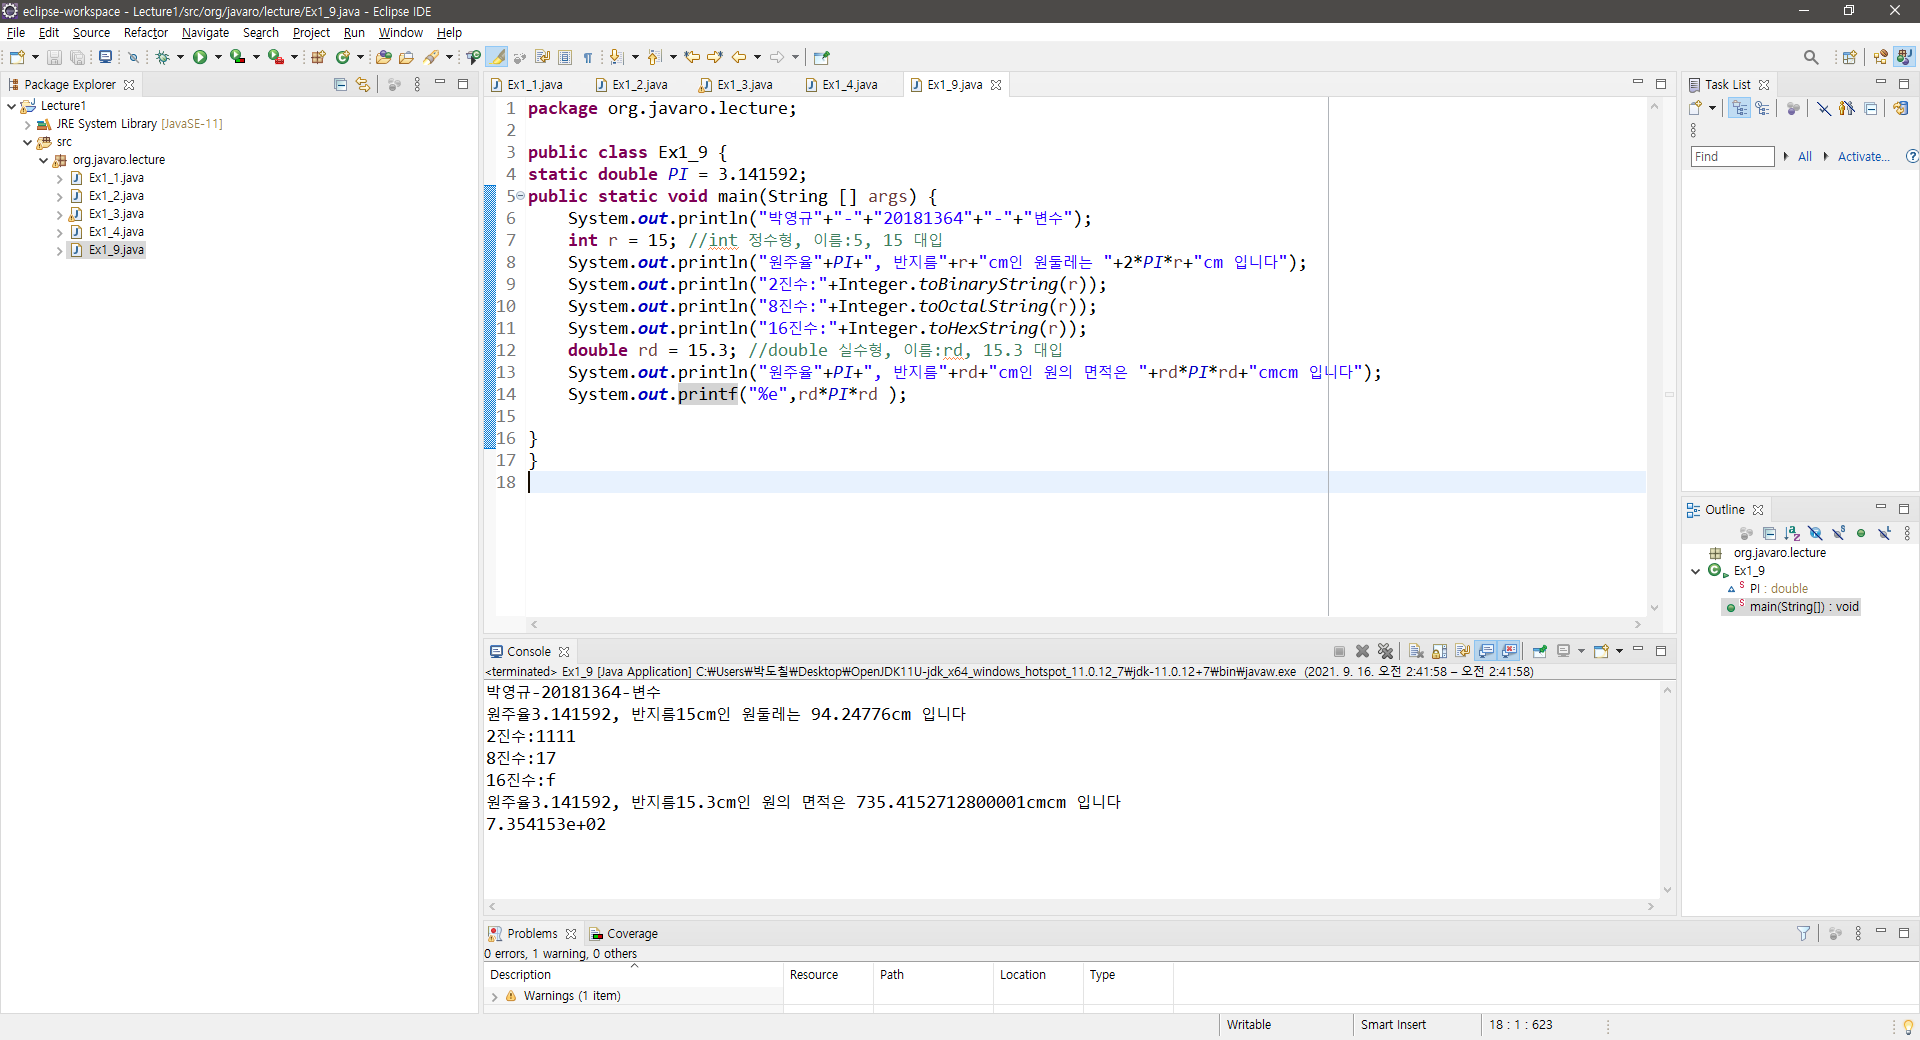 eclipse-workspace - Lecture1/src/org/javaro/lecture/Ex1_9.java - Eclipse IDE
File Edit Source Refactor Navigate Search Project Run Window Help
Package Explorer
Lecture1
JRE System Library [JavaSE-11]
src
org.javaro.lecture
Ex1_1.java
Ex1_2.java
Ex1_3.java
Ex1_4.java
Ex1_9.java
Ex1_1.java Ex1_2.java Ex1_3.java Ex1_4.java Ex1_9.java
1 package org.javaro.lecture;
2
3 public class Ex1_9 {
4 static double PI = 3.141592;
5 public static void main(String [] args) {
6 System.out.println("박영규"+"-"+"20181364"+"-"+"변수");
7 int r = 15; //int 정수형, 이름:5, 15 대입
8 System.out.println("원주율"+PI+", 반지름"+r+"cm인 원둘레는 "+2*PI*r+"cm 입니다");
9 System.out.println("2진수:"+Integer.toBinaryString(r));
10 System.out.println("8진수:"+Integer.toOctalString(r));
11 System.out.println("16진수:"+Integer.toHexString(r));
12 double rd = 15.3; //double 실수형, 이름:rd, 15.3 대입
13 System.out.println("원주율"+PI+", 반지름"+rd+"cm인 원의 면적은 "+rd*PI*rd+"cmcm 입니다");
14 System.out.printf("%e",rd*PI*rd );
15
16 }
17 }
18
Task List
Find All Activate...
Outline
org.javaro.lecture
Ex1_9
PI : double
main(String[]) : void
Console
<terminated> Ex1_9 [Java Application] C:₩Users₩박도칠₩Desktop₩OpenJDK11U-jdk_x64_windows_hotspot_11.0.12_7₩jdk-11.0.12+7₩bin₩javaw.exe (2021. 9. 16. 오전 2:41:58 – 오전 2:41:58)
박영규-20181364-변수
원주율3.141592, 반지름15cm인 원둘레는 94.24776cm 입니다
2진수:1111
8진수:17
16진수:f
원주율3.141592, 반지름15.3cm인 원의 면적은 735.4152712800001cmcm 입니다
7.354153e+02
Problems Coverage
0 errors, 1 warning, 0 others
Description Resource Path Location Type
Warnings (1 item)
Writable Smart Insert 18 : 1 : 623